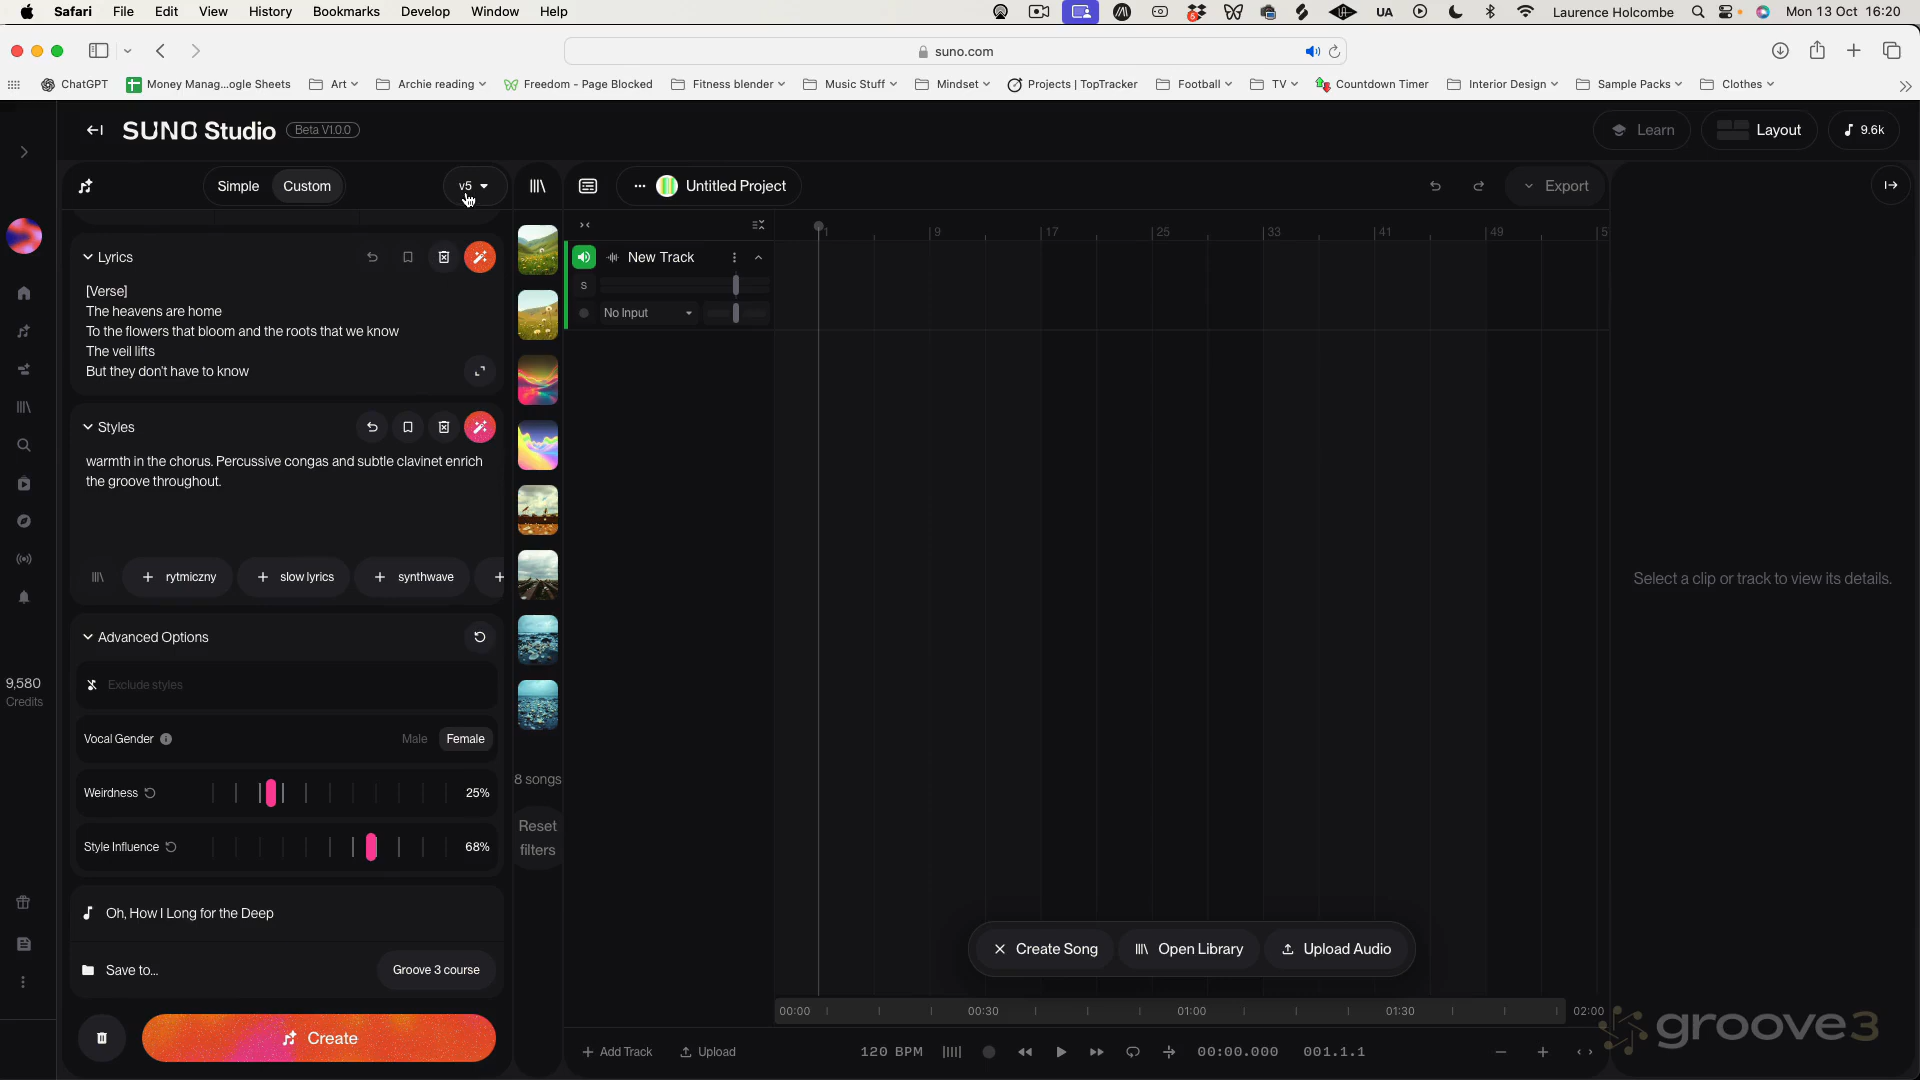 Safari File Edit View History Bookmarks Develop Window Help UA Laurence Holcombe Mon 13 Oct 16:20
suno.com
ChatGPT Money Manag...ogle Sheets Art Archie reading Freedom - Page Blocked Fitness blender Music Stuff Mindset Projects | TopTracker Football TV Countdown Timer Interior Design Sample Packs Clothes
SUNO Studio Beta V1.0.0 Learn Layout 9.6k
Simple Custom v5 Untitled Project Export
1 9 17 25 33 41 49 5
Lyrics
New Track
[Verse]
S
The heavens are home
No Input
To the flowers that bloom and the roots that we know
The veil lifts
But they don't have to know
Styles
warmth in the chorus. Percussive congas and subtle clavinet enrich
the groove throughout.
rytmiczny slow lyrics synthwave
Select a clip or track to view its details.
Advanced Options
Exclude styles
9,580
Credits
Vocal Gender Male Female
8 songs
Weirdness 25%
Reset
filters
Style Influence 68%
Oh, How I Long for the Deep
Create Song Open Library Upload Audio
Save to... Groove 3 course
00:00 00:30 01:00 01:30 02:00
groove3
Create
Add Track Upload 120 BPM 00:00.000 001.1.1